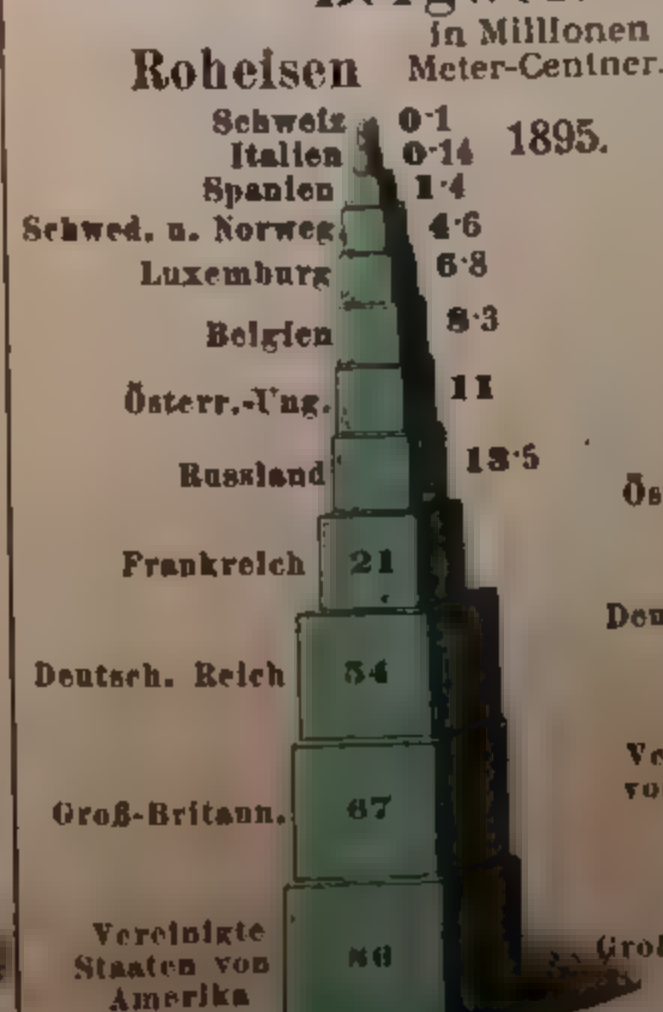 in Millionen
Roheisen Meter-Centner.
Schweiz 0·1
1895.
Italien 0·14
Spanien 1·4
Schwed. u. Norweg. 4·6
Luxemburg 6·8
Belgien 8·3
Österr.-Ung. 11
Russland 13·5
Frankreich 21
Deutsch. Reich 54
Groß-Britann. 67
Vereinigte
Staaten von
Amerika